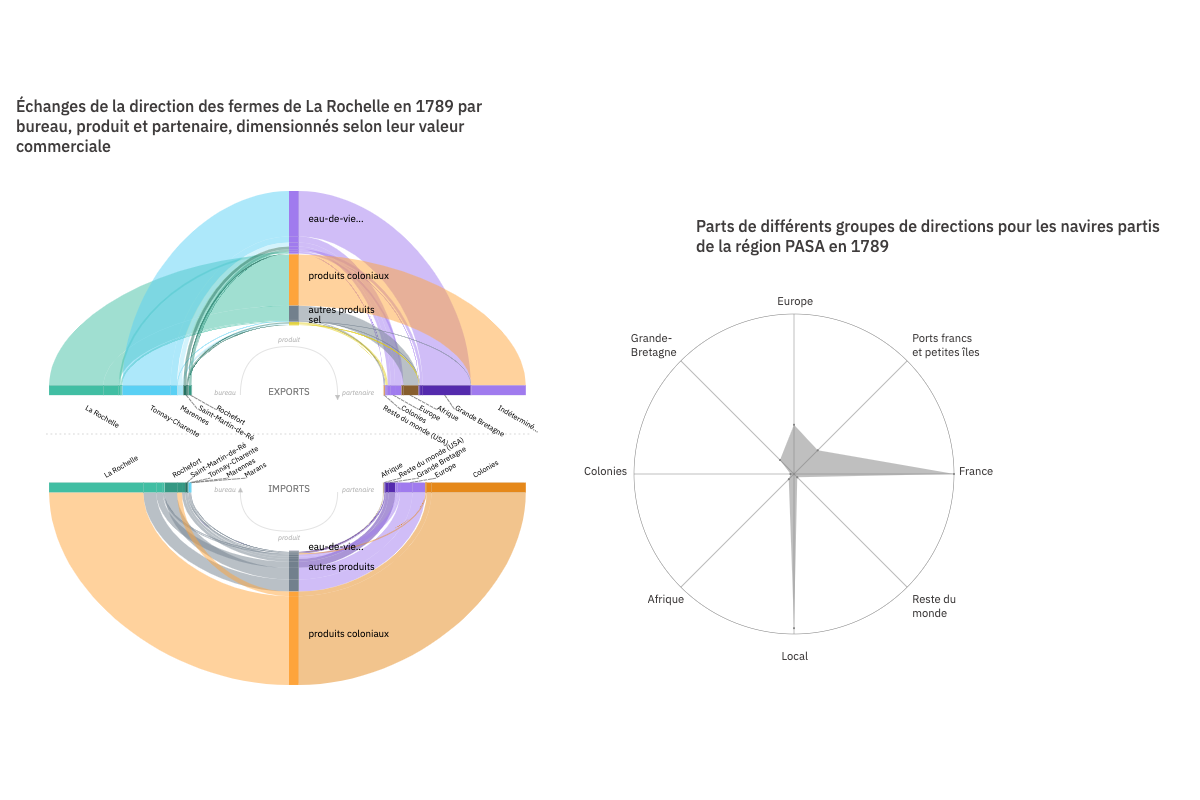 Échanges de la direction des fermes de La Rochelle en 1789 par
bureau, produit et partenaire, dimensionnés selon leur valeur
commerciale
eau-de-vie...
produits coloniaux
autres produits
sel
produit
bureau
EXPORTS
partenaire
La Rochelle
Tonnay-Charente
Marennes
Saint-Martin-de-Ré
Rochefort
Reste du monde (USA)
Colonies
Europe
Afrique
Grande Bretagne
Indéterminé...
La Rochelle
Rochefort
Saint-Martin-de-Ré
Tonnay-Charente
Marennes
Marans
Afrique
Reste du monde (USA)
Grande Bretagne
Europe
Colonies
bureau
IMPORTS
partenaire
produit
eau-de-vie...
autres produits
produits coloniaux
Parts de différents groupes de directions pour les navires partis
de la région PASA en 1789
Europe
Grande-
Bretagne
Ports francs
et petites îles
Colonies
France
Afrique
Reste du
monde
Local